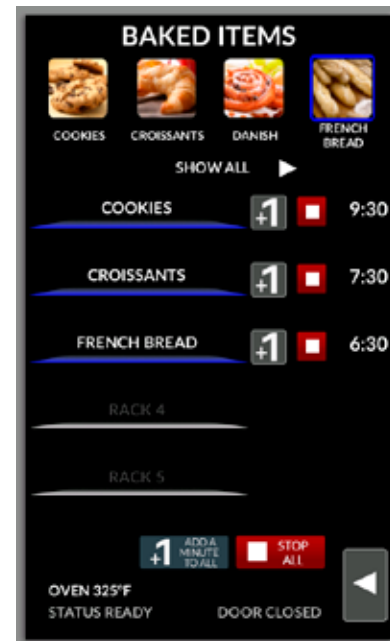 BAKED ITEMS
COOKIES CROISSANTS DANISH FRENCH
BREAD
SHOW ALL
COOKIES +1 9:30
CROISSANTS +1 7:30
FRENCH BREAD +1 6:30
RACK 4
RACK 5
+1 ADD A
MINUTE
TO ALL
STOP
ALL
OVEN 325°F
STATUS READY DOOR CLOSED